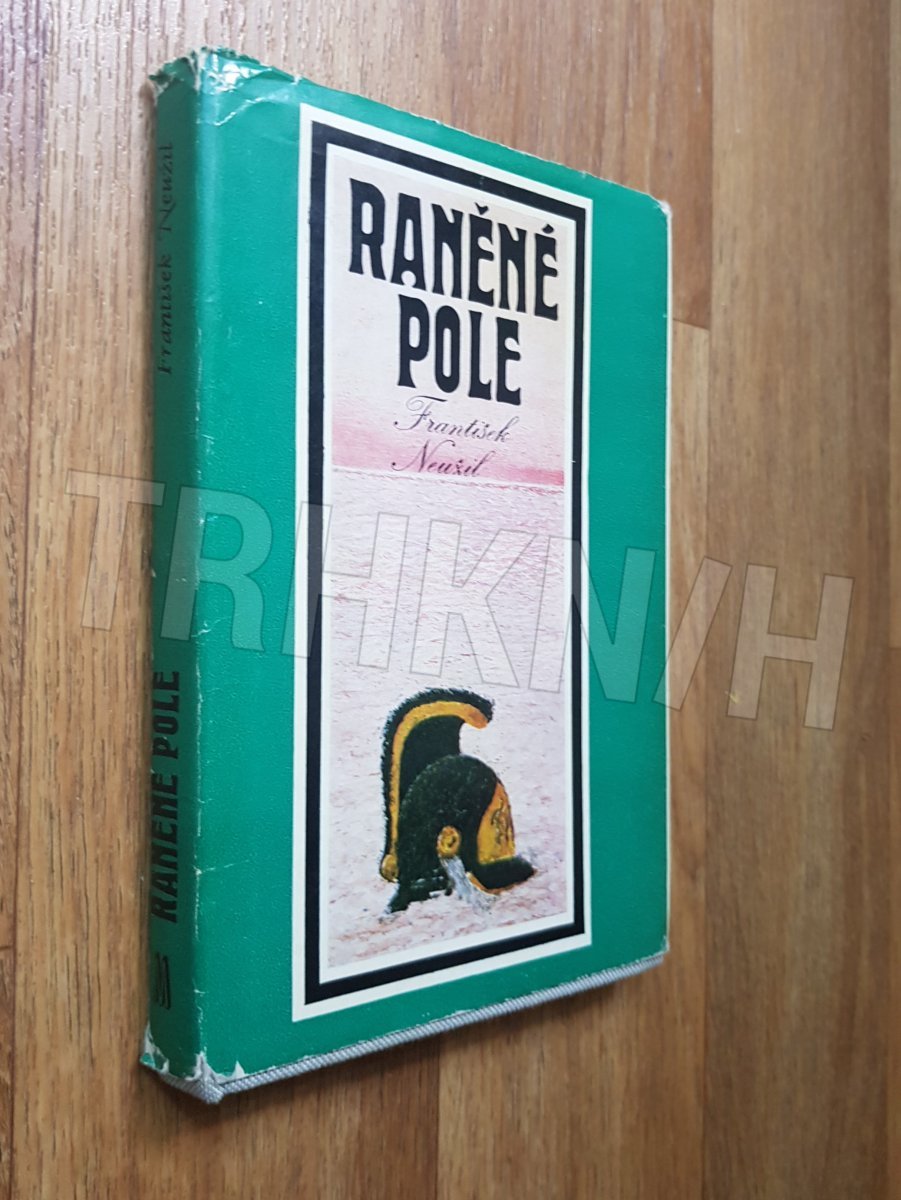 RANĚNÉ
POLE
František
Neužil
František Neužil
RANĚNÉ POLE
TRHKNIH